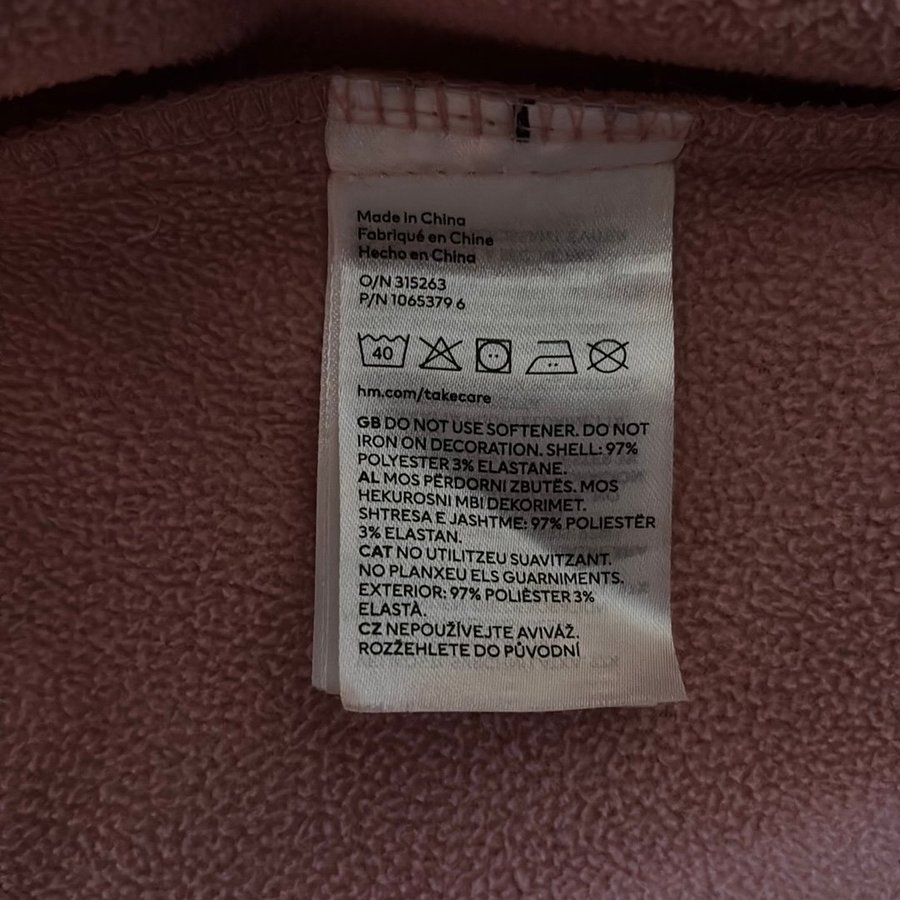 Made in China
Fabriqué en Chine
Hecho en China
O/N 315263
P/N 1065379 6
40
hm.com/takecare
GB DO NOT USE SOFTENER. DO NOT
IRON ON DECORATION. SHELL: 97%
POLYESTER 3% ELASTANE.
AL MOS PËRDORNI ZBUTËS. MOS
HEKUROSNI MBI DEKORIMET.
SHTRESA E JASHTME: 97% POLIESTËR
3% ELASTAN.
CAT NO UTILITZEU SUAVITZANT.
NO PLANXEU ELS GUARNIMENTS.
EXTERIOR: 97% POLIÈSTER 3%
ELASTÀ.
CZ NEPOUŽÍVEJTE AVIVÁŽ.
ROZŽEHLETE DO PŮVODNÍ